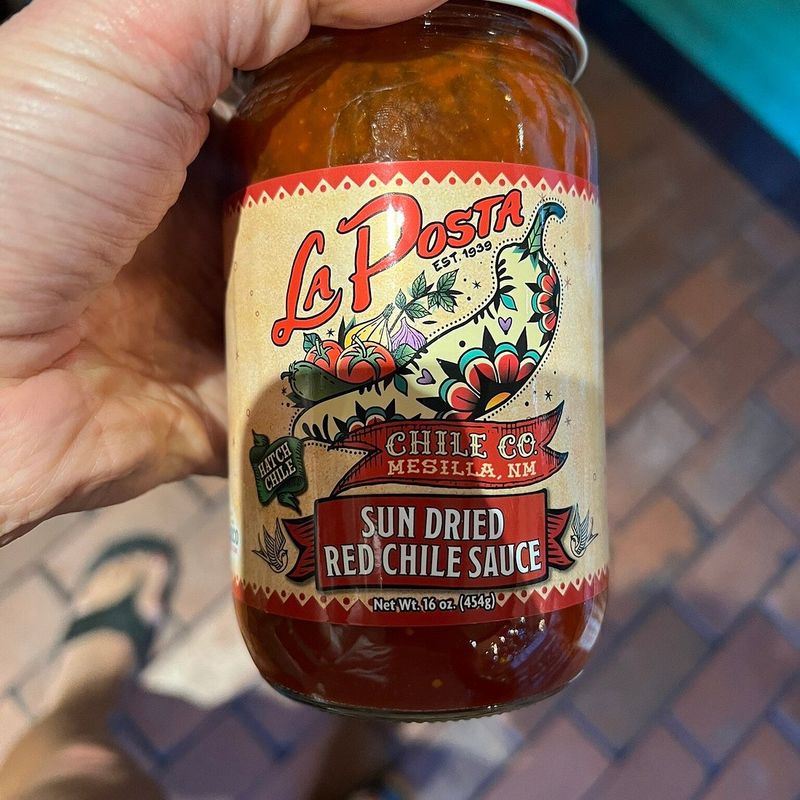 La Posta
EST. 1939
CHILE CO.
MESILLA, NM
HATCH
CHILE
SUN DRIED
RED CHILE SAUCE
Net Wt. 16 oz. (454g)